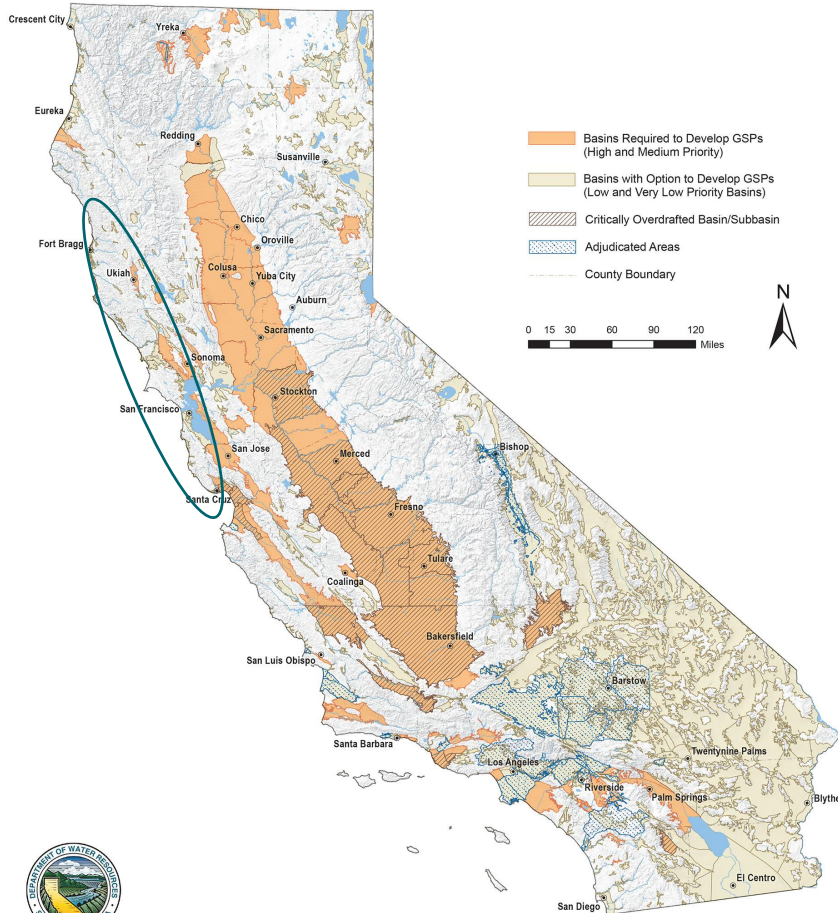 Crescent City
Yreka
Eureka
Redding
Susanville
Fort Bragg
Chico
Oroville
Ukiah
Colusa
Yuba City
Auburn
Sacramento
Sonoma
Stockton
San Francisco
San Jose
Merced
Bishop
Santa Cruz
Fresno
Tulare
Coalinga
Bakersfield
San Luis Obispo
Barstow
Santa Barbara
Los Angeles
Twentynine Palms
Riverside
Palm Springs
Blythe
El Centro
San Diego
Basins Required to Develop GSPs
(High and Medium Priority)
Basins with Option to Develop GSPs
(Low and Very Low Priority Basins)
Critically Overdrafted Basin/Subbasin
Adjudicated Areas
County Boundary
N
0 15 30 60 90 120
Miles
DEPARTMENT OF WATER RESOURCES